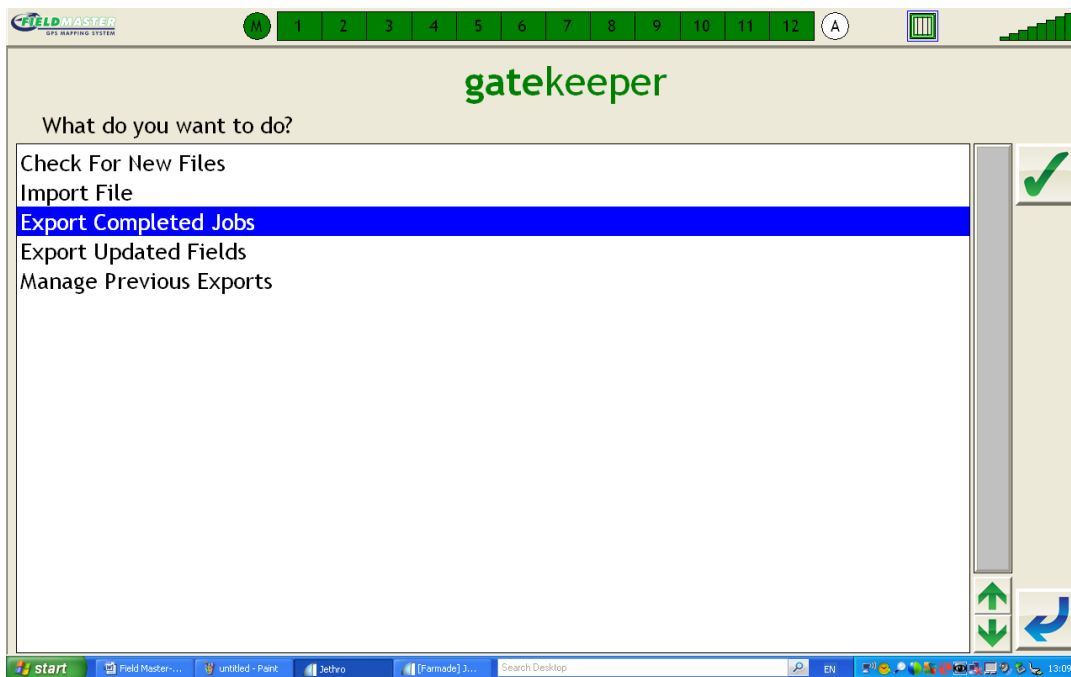 FIELDMASTER
GPS MAPPING SYSTEM
M 1 2 3 4 5 6 7 8 9 10 11 12 A
gatekeeper
What do you want to do?
Check For New Files
Import File
Export Completed Jobs
Export Updated Fields
Manage Previous Exports
start Field Master-... untitled - Paint Jethro [Farmade] J... Search Desktop EN 13:09